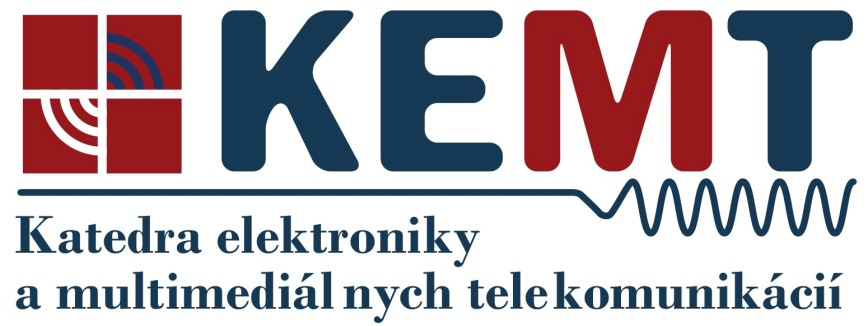 KEMT
Katedra elektroniky
a multimediálnych telekomunikácií